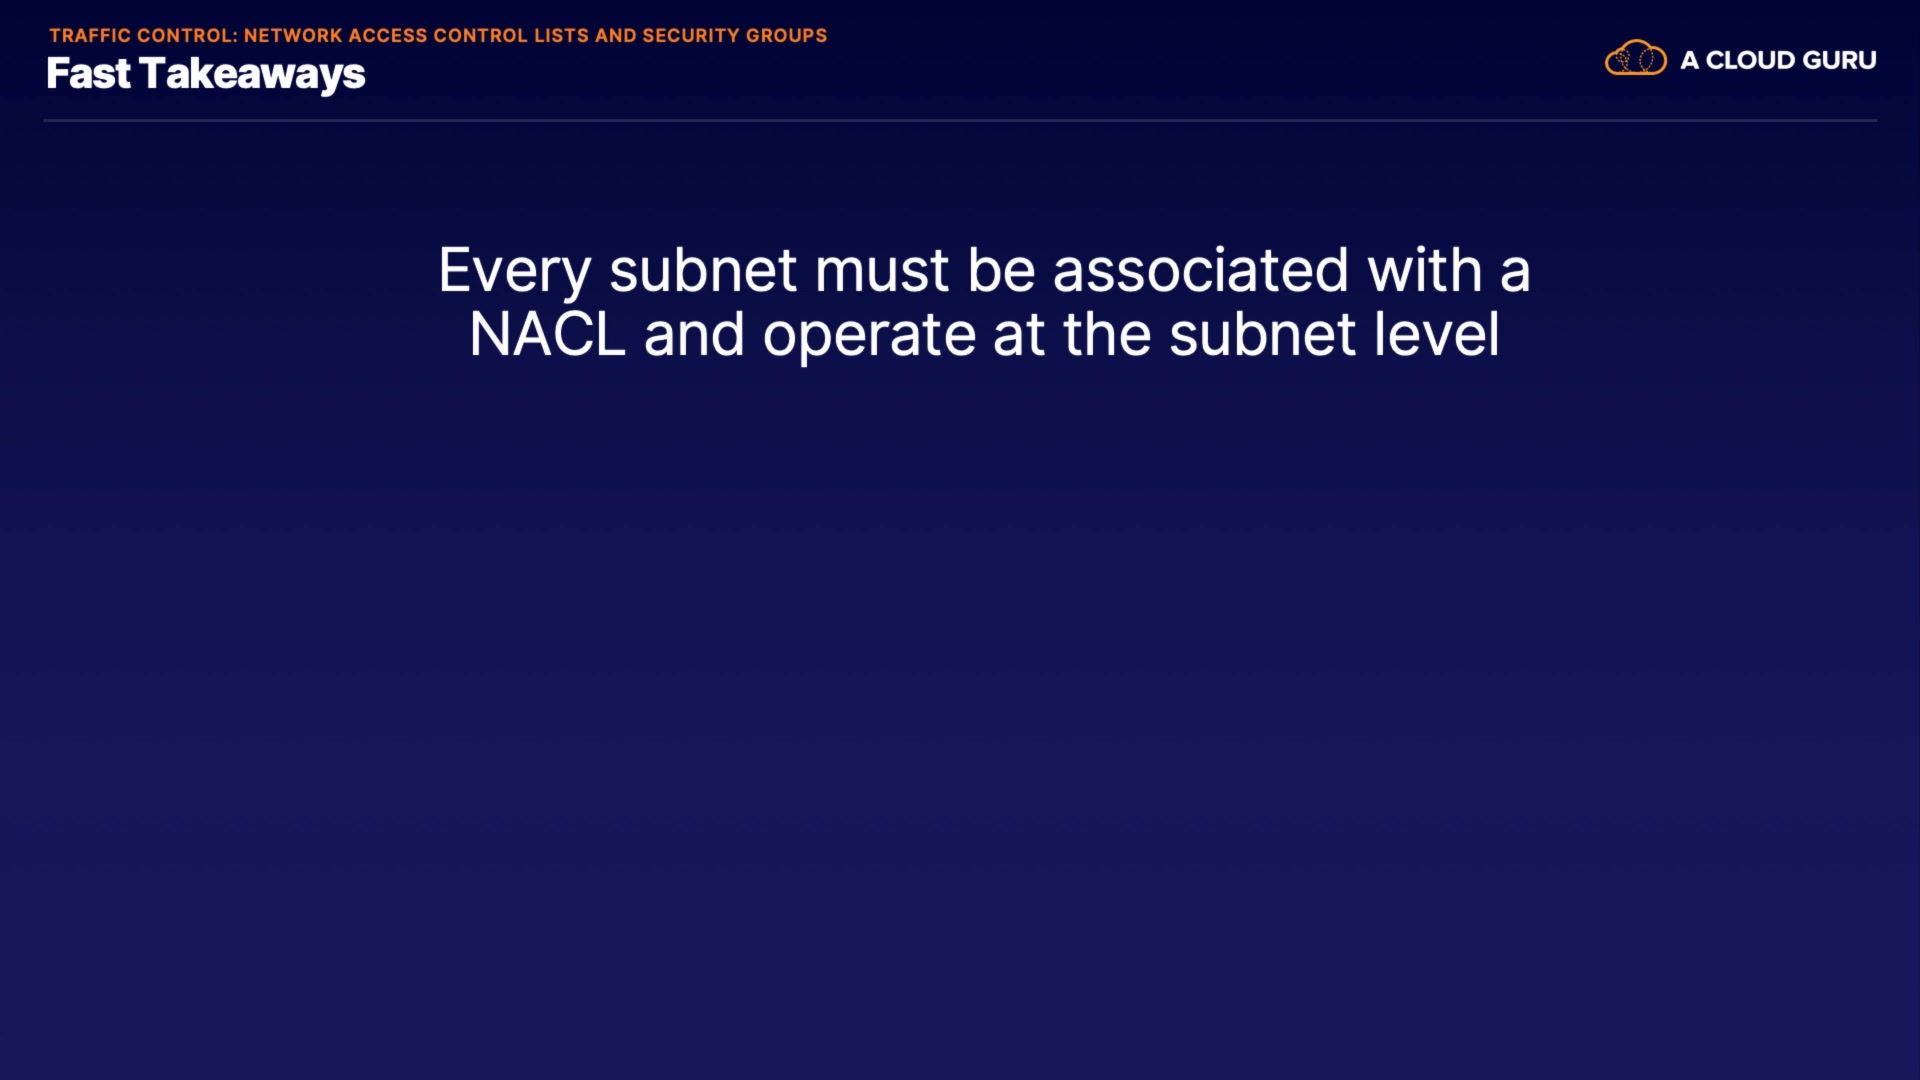 TRAFFIC CONTROL: NETWORK ACCESS CONTROL LISTS AND SECURITY GROUPS
Fast Takeaways
A CLOUD GURU
Every subnet must be associated with a
NACL and operate at the subnet level